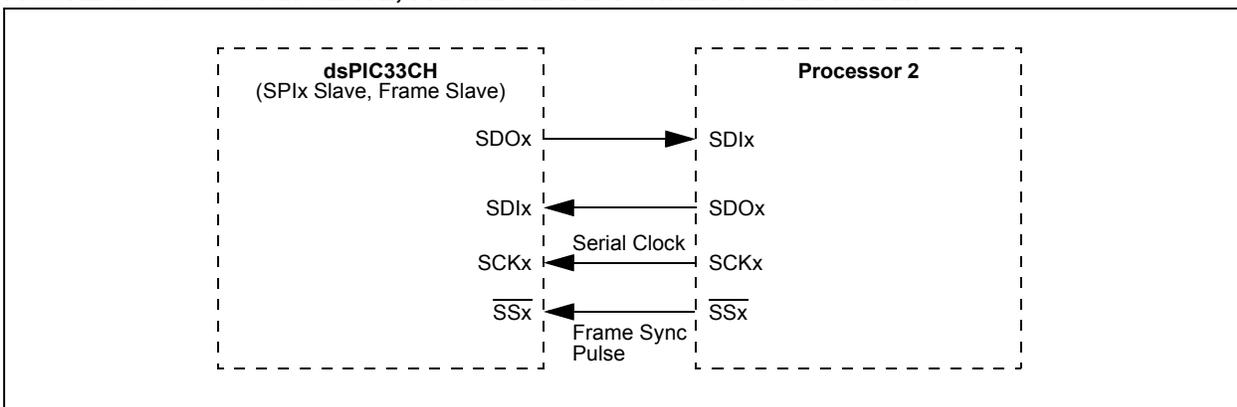 dsPIC33CH
(SPIx Slave, Frame Slave)
Processor 2
SDOx
SDIx
SDIx
SDOx
Serial Clock
SCKx
SCKx
SSx
SSx
Frame Sync
Pulse